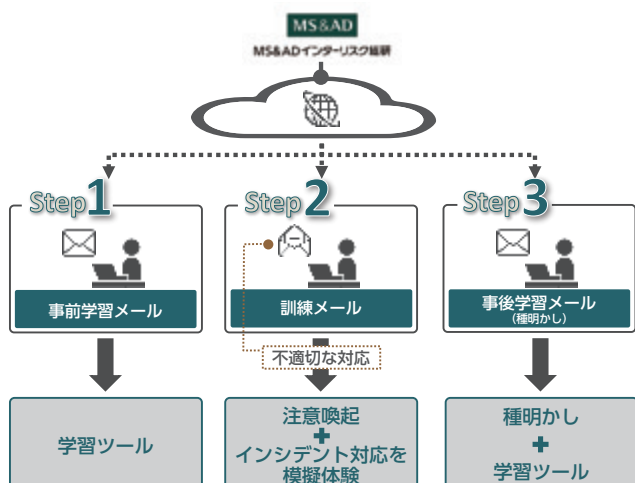 MS&AD
MS&ADインターリスク総研
Step1
Step2
Step3
事前学習メール
訓練メール
事後学習メール
(種明かし)
不適切な対応
学習ツール
注意喚起
+
インシデント対応を
模擬体験
種明かし
+
学習ツール